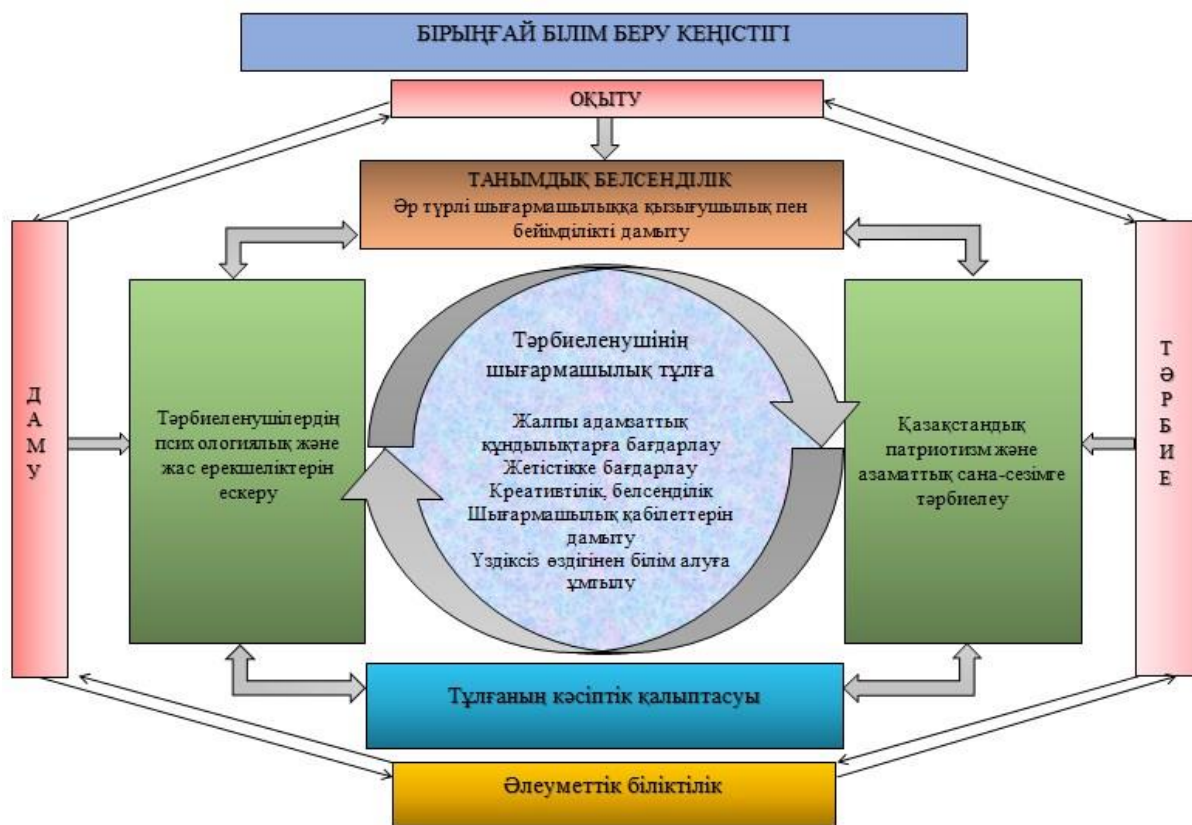 БІРЫҢҒАЙ БІЛІМ БЕРУ КЕҢІСТІГІ
ОҚЫТУ
ТАНЫМДЫҚ БЕЛСЕНДІЛІК
Әр түрлі шығармашылыққа қызығушылық пен
бейімділікті дамыту
ДАМУ
Тәрбиеленушілердің
псих ологиялық және
жас ерекшеліктерін
ескеру
Тәрбиеленушінің
шығармашылық тұлға
Жалпы адамзаттық
құндылықтарға бағдарлау
Жетістікке бағдарлау
Креативтілік, белсенділік
Шығармашылық қабілеттерін
дамыту
Үздіксіз өздігінен білім алуға
ұмтылу
Қазақстандық
патриотизм және
азаматтық сана-сезімге
тәрбиелеу
ТӘРБИЕ
Тұлғаның кәсіптік қалыптасуы
Әлеуметтік біліктілік